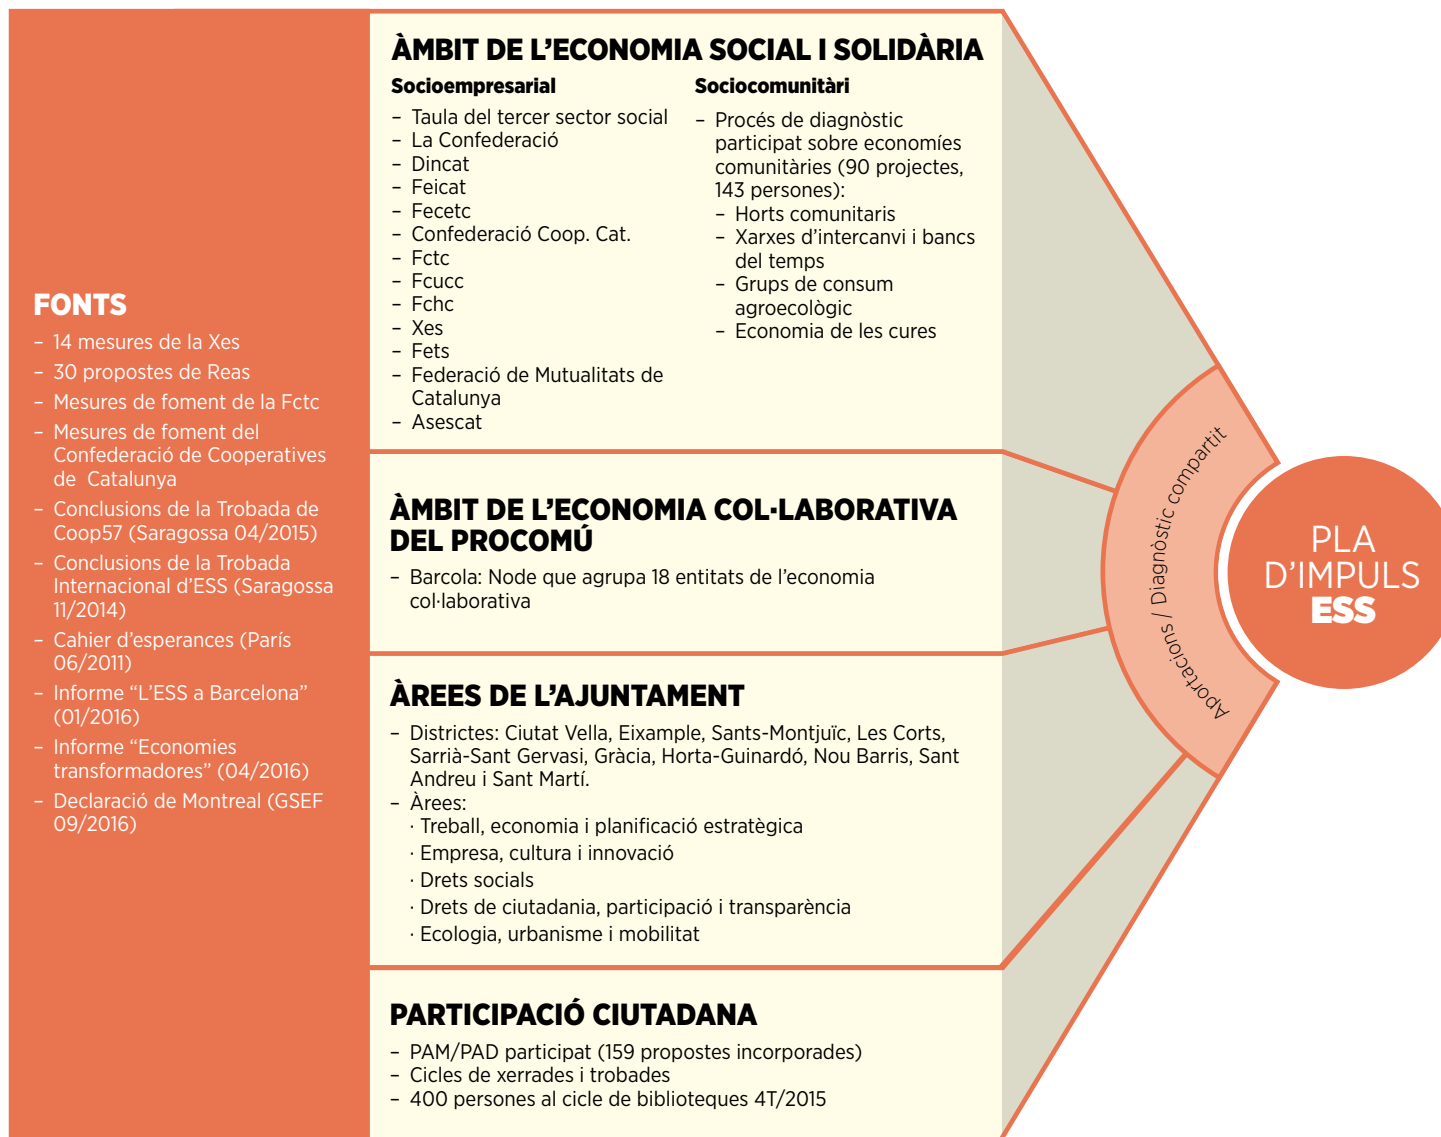 FONTS
– 14 mesures de la Xes
– 30 propostes de Reas
– Mesures de foment de la Fctc
– Mesures de foment del
Confederació de Cooperatives
de Catalunya
– Conclusions de la Trobada de
Coop57 (Saragossa 04/2015)
– Conclusions de la Trobada
Internacional d’ESS (Saragossa
11/2014)
– Cahier d’esperances (París
06/2011)
– Informe “L’ESS a Barcelona”
(01/2016)
– Informe “Economies
transformadores” (04/2016)
– Declaració de Montreal (GSEF
09/2016)
ÀMBIT DE L’ECONOMIA SOCIAL I SOLIDÀRIA
Socioempresarial
– Taula del tercer sector social
– La Confederació
– Dincat
– Feicat
– Fecetc
– Confederació Coop. Cat.
– Fctc
– Fcucc
– Fchc
– Xes
– Fets
– Federació de Mutualitats de
Catalunya
– Asescat
Sociocomunitàri
– Procés de diagnòstic
participat sobre economíes
comunitàries (90 projectes,
143 persones):
– Horts comunitaris
– Xarxes d’intercanvi i bancs
del temps
– Grups de consum
agroecològic
– Economia de les cures
ÀMBIT DE L’ECONOMIA COL·LABORATIVA
DEL PROCOMÚ
– Barcola: Node que agrupa 18 entitats de l’economia
col·laborativa
ÀREES DE L’AJUNTAMENT
– Districtes: Ciutat Vella, Eixample, Sants-Montjuïc, Les Corts,
Sarrià-Sant Gervasi, Gràcia, Horta-Guinardó, Nou Barris, Sant
Andreu i Sant Martí.
– Àrees:
· Treball, economia i planificació estratègica
· Empresa, cultura i innovació
· Drets socials
· Drets de ciutadania, participació i transparència
· Ecologia, urbanisme i mobilitat
PARTICIPACIÓ CIUTADANA
– PAM/PAD participat (159 propostes incorporades)
– Cicles de xerrades i trobades
– 400 persones al cicle de biblioteques 4T/2015
Aportacions / Diagnòstic compartit
PLA
D’IMPULS
ESS